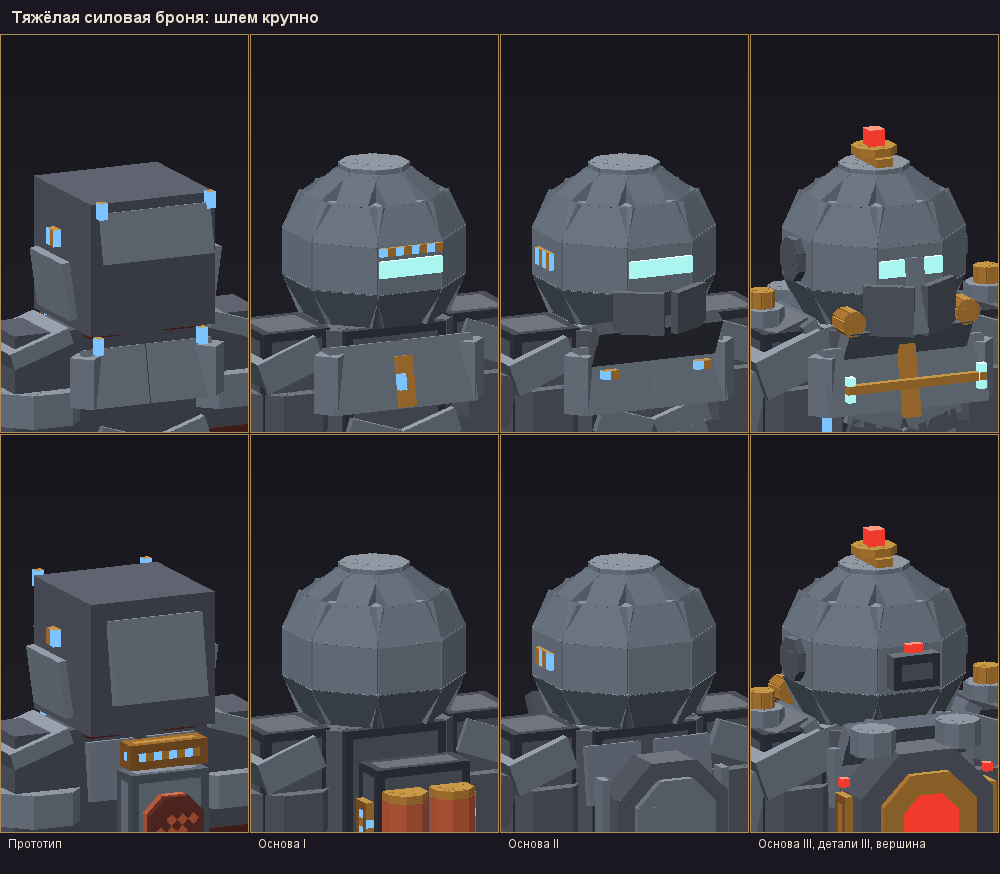 Тяжёлая силовая броня: шлем крупно
Прототип
Основа I
Основа II
Основа III, детали III, вершина